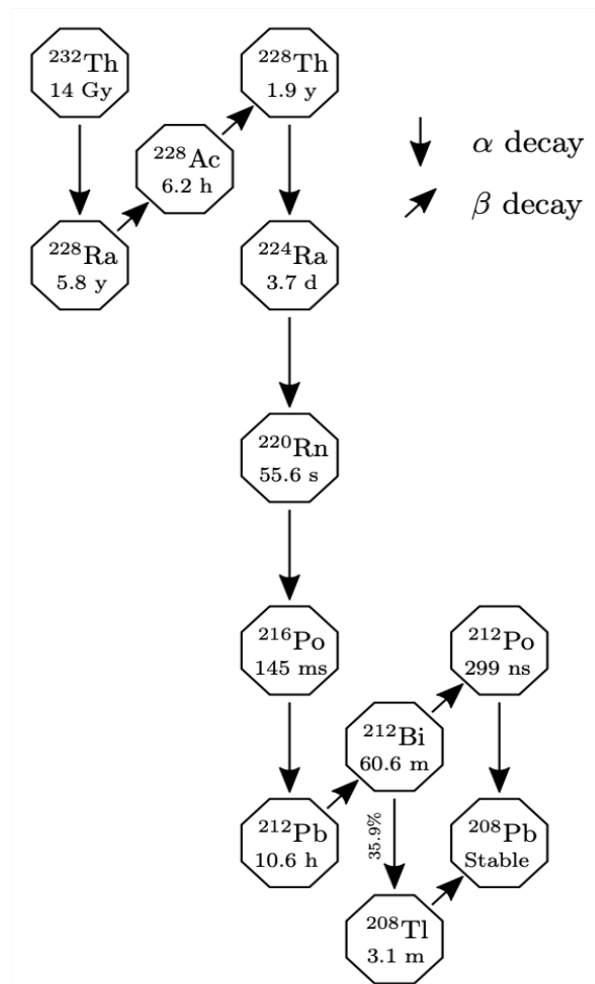 ²³²Th
14 Gy
²²⁸Th
1.9 y
α decay
²²⁸Ac
6.2 h
β decay
²²⁸Ra
5.8 y
²²⁴Ra
3.7 d
²²⁰Rn
55.6 s
²¹⁶Po
145 ms
²¹²Po
299 ns
²¹²Bi
60.6 m
²¹²Pb
10.6 h
35.9%
²⁰⁸Pb
Stable
²⁰⁸Tl
3.1 m